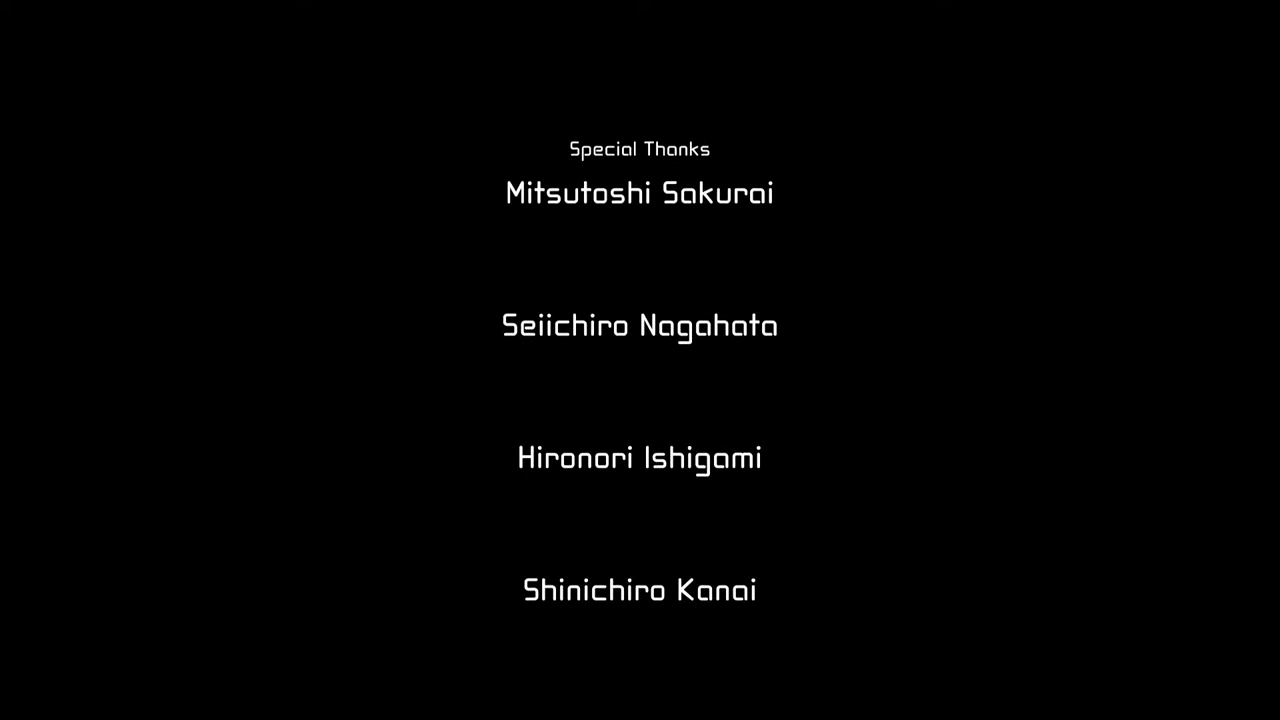 Special Thanks
Mitsutoshi Sakurai
Seiichiro Nagahata
Hironori Ishigami
Shinichiro Kanai